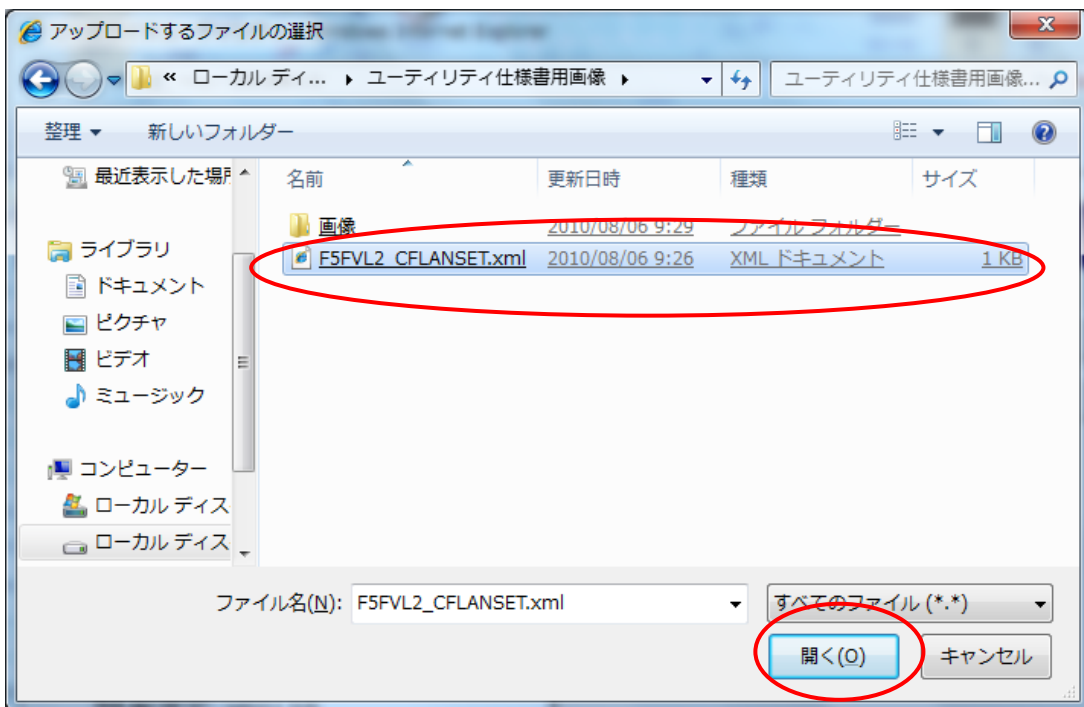 アップロードするファイルの選択
« ローカル ディ... ユーティリティ仕様書用画像
ユーティリティ仕様書用画像...
整理 新しいフォルダー
最近表示した場所
名前 更新日時 種類 サイズ
画像 2010/08/06 9:29 ファイル フォルダー
F5FVL2_CFLANSET.xml 2010/08/06 9:26 XML ドキュメント 1 KB
ライブラリ
ドキュメント
ピクチャ
ビデオ
ミュージック
コンピューター
ローカル ディス
ローカル ディス
ファイル名(N): F5FVL2_CFLANSET.xml すべてのファイル (*.*)
開く(O) キャンセル